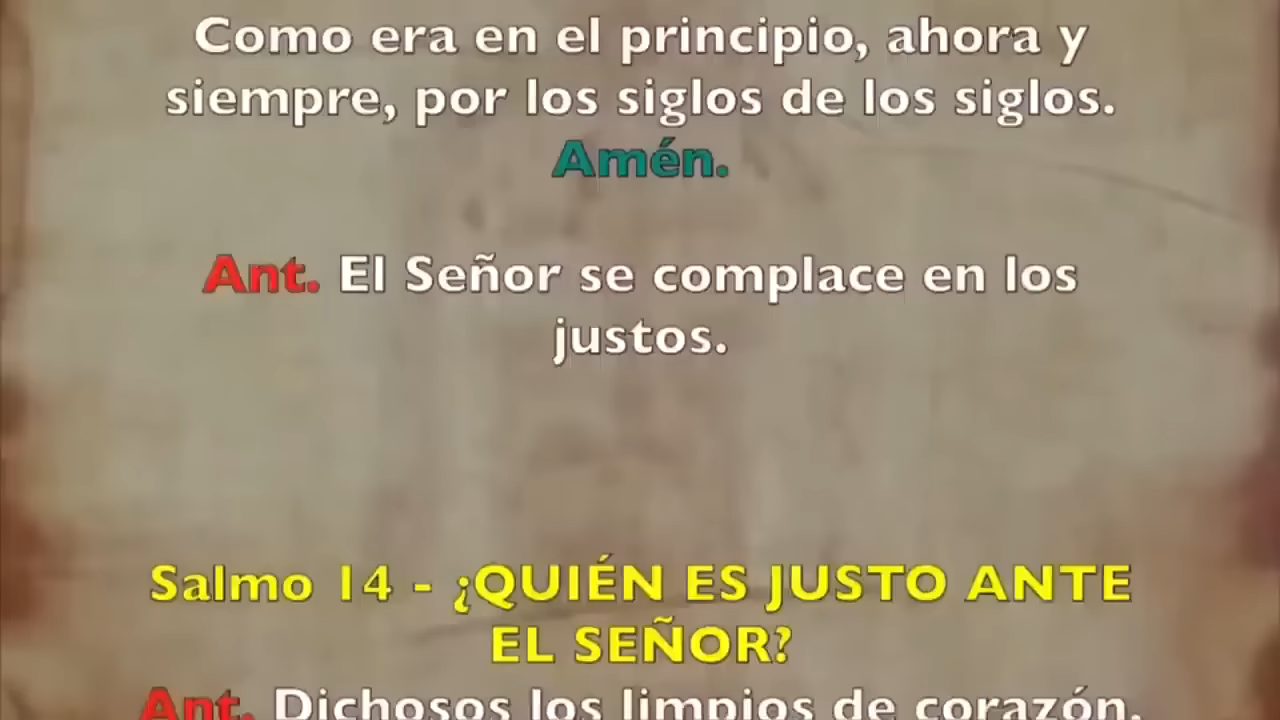 Como era en el principio, ahora y
siempre, por los siglos de los siglos.
Amén.
Ant. El Señor se complace en los
justos.
Salmo 14 - ¿QUIÉN ES JUSTO ANTE
EL SEÑOR?
Ant. Dichosos los limpios de corazón,